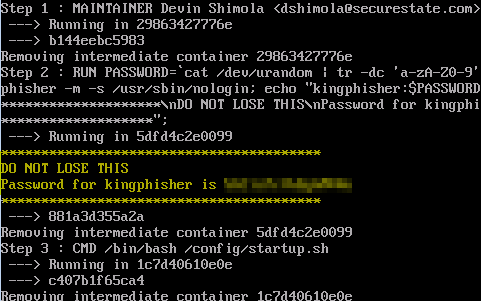 Step 1 : MAINTAINER Devin Shimola <dshimola@securestate.com>
---> Running in 29863427776e
---> b144eebc5983
Removing intermediate container 29863427776e
Step 2 : RUN PASSWORD=`cat /dev/urandom | tr -dc 'a-zA-Z0-9'
phisher -m -s /usr/sbin/nologin; echo "kingphisher:$PASSWORD
********************\nDO NOT LOSE THIS\nPassword for kingphi
*******************";
---> Running in 5dfd4c2e0099
****************************************
DO NOT LOSE THIS
Password for kingphisher is
****************************************
---> 881a3d355a2a
Removing intermediate container 5dfd4c2e0099
Step 3 : CMD /bin/bash /config/startup.sh
---> Running in 1c7d40610e0e
---> c407b1f65ca4
Removing intermediate container 1c7d40610e0e